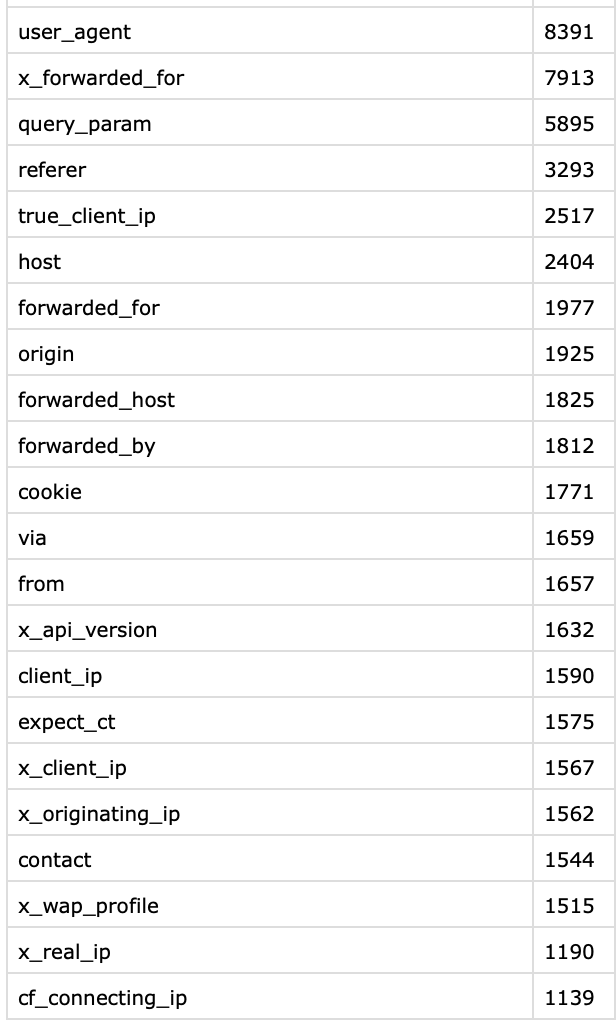 user_agent 8391
x_forwarded_for 7913
query_param 5895
referer 3293
true_client_ip 2517
host 2404
forwarded_for 1977
origin 1925
forwarded_host 1825
forwarded_by 1812
cookie 1771
via 1659
from 1657
x_api_version 1632
client_ip 1590
expect_ct 1575
x_client_ip 1567
x_originating_ip 1562
contact 1544
x_wap_profile 1515
x_real_ip 1190
cf_connecting_ip 1139